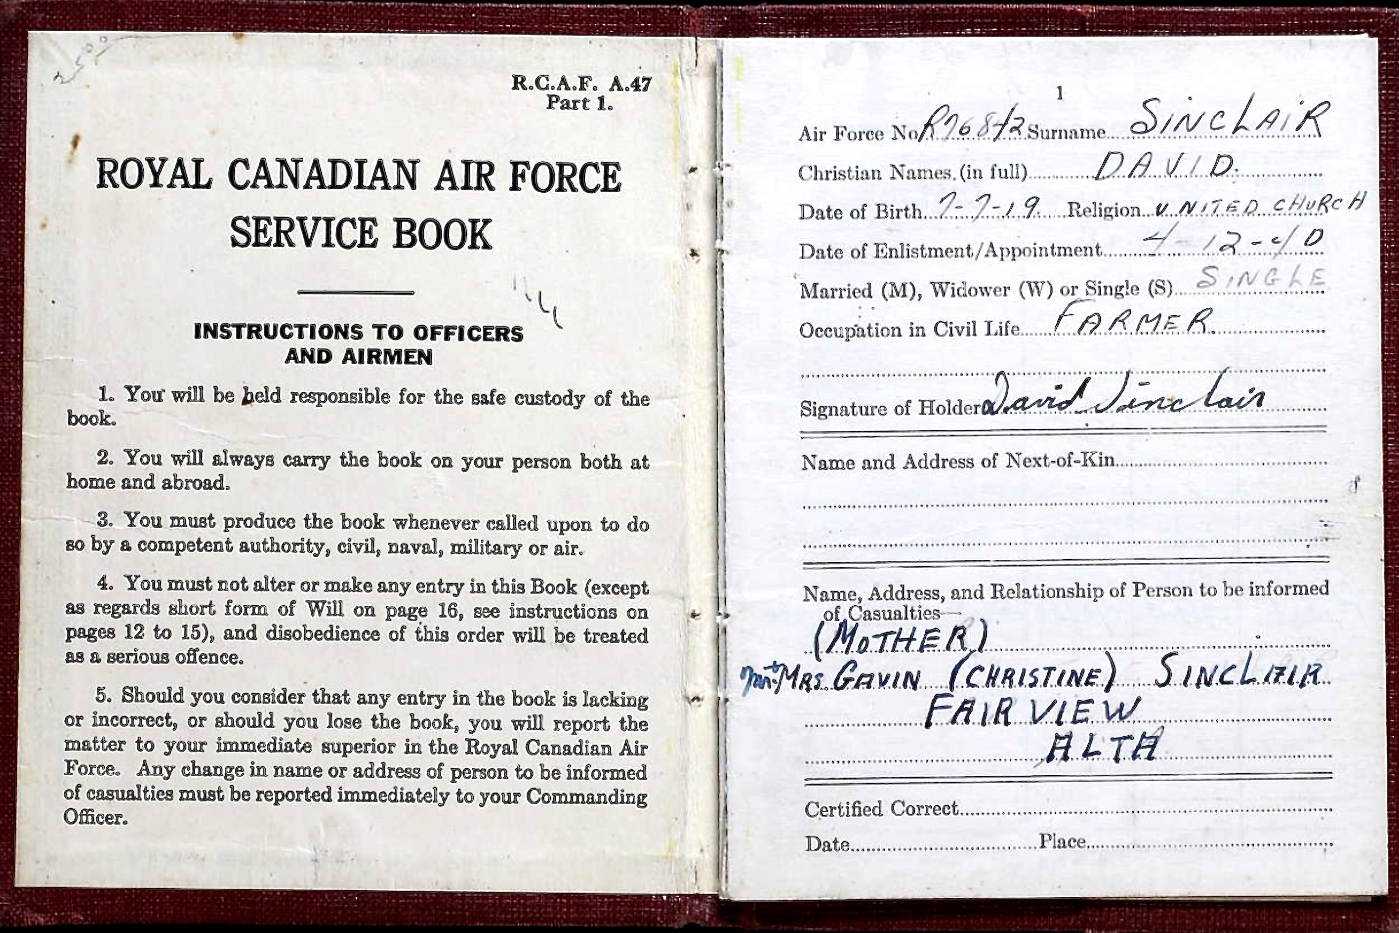 R.C.A.F. A.47
Part 1.
ROYAL CANADIAN AIR FORCE
SERVICE BOOK
INSTRUCTIONS TO OFFICERS
AND AIRMEN
1. You will be held responsible for the safe custody of the
book.
2. You will always carry the book on your person both at
home and abroad.
3. You must produce the book whenever called upon to do
so by a competent authority, civil, naval, military or air.
4. You must not alter or make any entry in this Book (except
as regards short form of Will on page 16, see instructions on
pages 12 to 15), and disobedience of this order will be treated
as a serious offence.
5. Should you consider that any entry in the book is lacking
or incorrect, or should you lose the book, you will report the
matter to your immediate superior in the Royal Canadian Air
Force. Any change in name or address of person to be informed
of casualties must be reported immediately to your Commanding
Officer.
1
Air Force No. R76842 Surname SINCLAIR
Christian Names (in full) DAVID.
Date of Birth 7-7-19 Religion UNITED CHURCH
Date of Enlistment/Appointment 4-12-40
Married (M), Widower (W) or Single (S) SINGLE
Occupation in Civil Life FARMER
Signature of Holder David Sinclair
Name and Address of Next-of-Kin
Name, Address, and Relationship of Person to be informed
of Casualties—
(MOTHER)
MRS. GAVIN (CHRISTINE) SINCLAIR
FAIRVIEW
ALTA
Certified Correct
Date Place